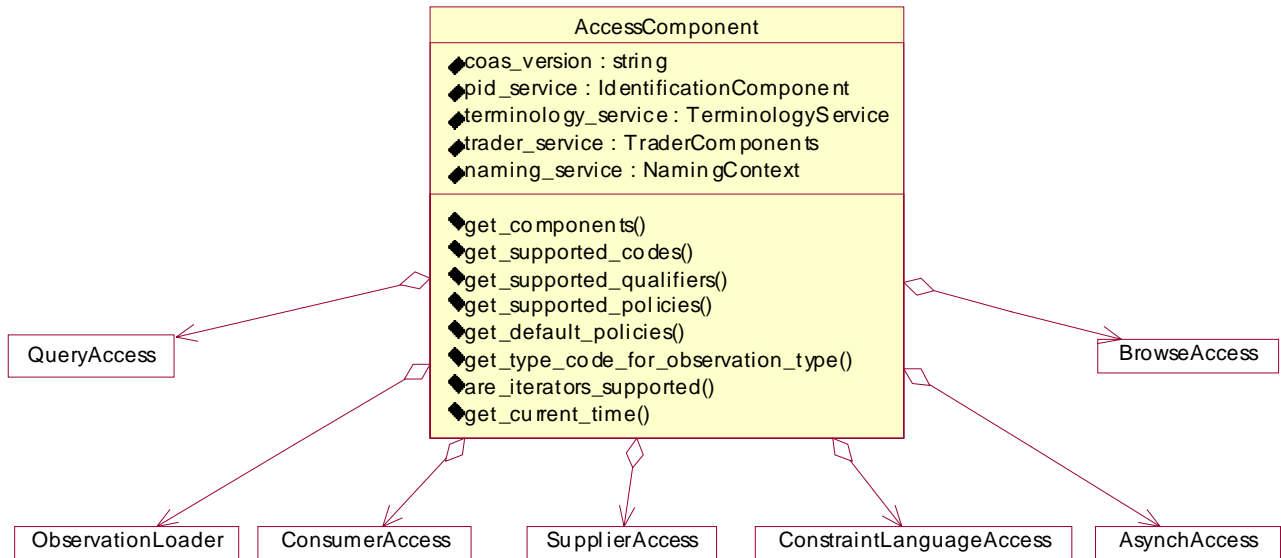 AccessComponent
coas_version : string
pid_service : IdentificationComponent
terminology_service : TerminologyService
trader_service : TraderComponents
naming_service : NamingContext
get_components()
get_supported_codes()
get_supported_qualifiers()
get_supported_policies()
get_default_policies()
get_type_code_for_observation_type()
are_iterators_supported()
get_current_time()
QueryAccess
BrowseAccess
ObservationLoader
ConsumerAccess
SupplierAccess
ConstraintLanguageAccess
AsynchAccess